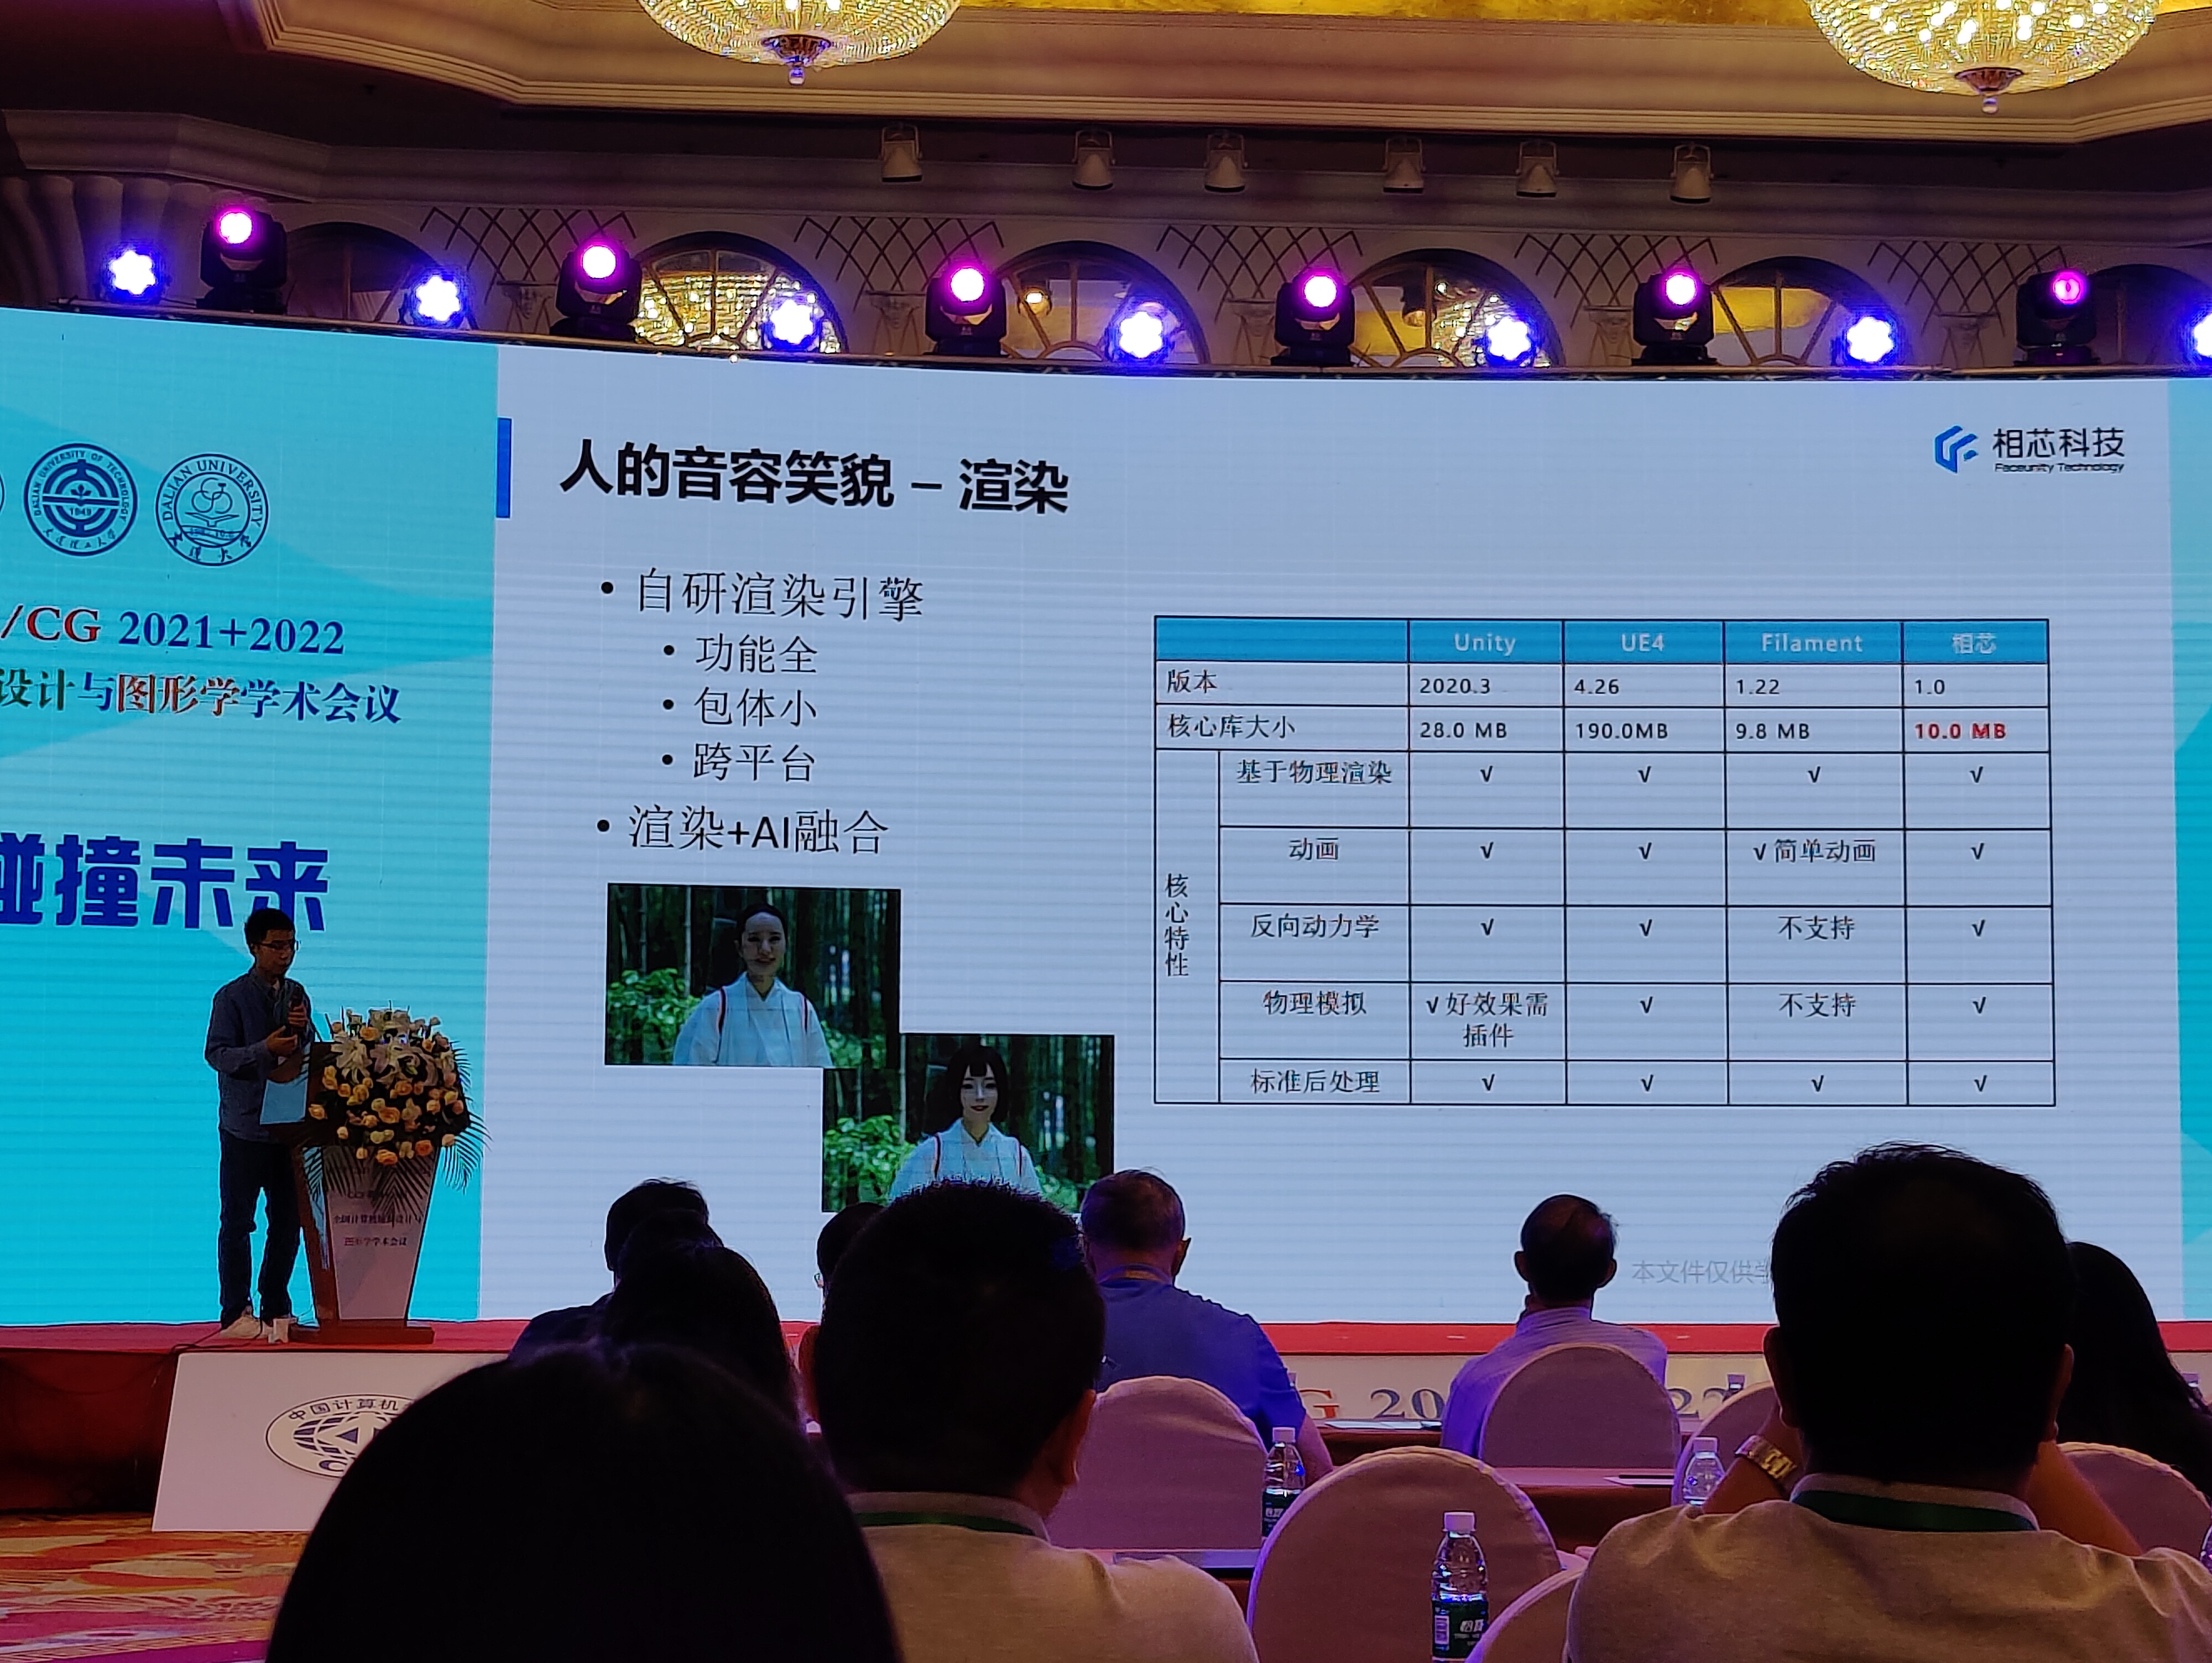 人的音容笑貌 – 渲染
相芯科技
Faceunity Technology
DALIAN UNIVERSITY OF TECHNOLOGY
1949
大连理工大学
DALIAN UNIVERSITY
大连大学
/CG 2021+2022
设计与图形学学术会议
碰撞未来
• 自研渲染引擎
• 功能全
• 包体小
• 跨平台
• 渲染+AI融合
Unity UE4 Filament 相芯
版本 2020.3 4.26 1.22 1.0
核心库大小 28.0 MB 190.0MB 9.8 MB 10.0 MB
核心特性
基于物理渲染 √ √ √ √
动画 √ √ √ 简单动画 √
反向动力学 √ √ 不支持 √
物理模拟 √ 好效果需插件 √ 不支持 √
标准后处理 √ √ √ √
本文件仅供
全国计算机辅助设计与
图形学学术会议
中国计算机
G 20 22